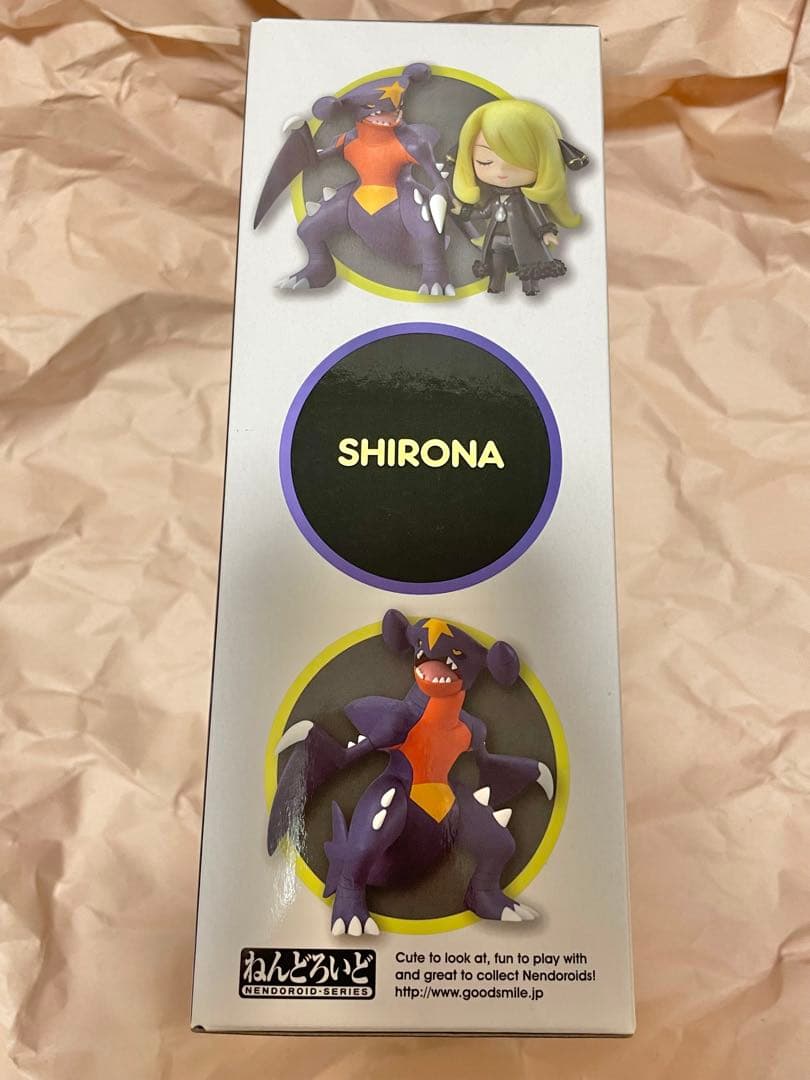 SHIRONA
ねんどろいど
NENDOROID-SERIES
Cute to look at, fun to play with
and great to collect Nendoroids!
http://www.goodsmile.jp